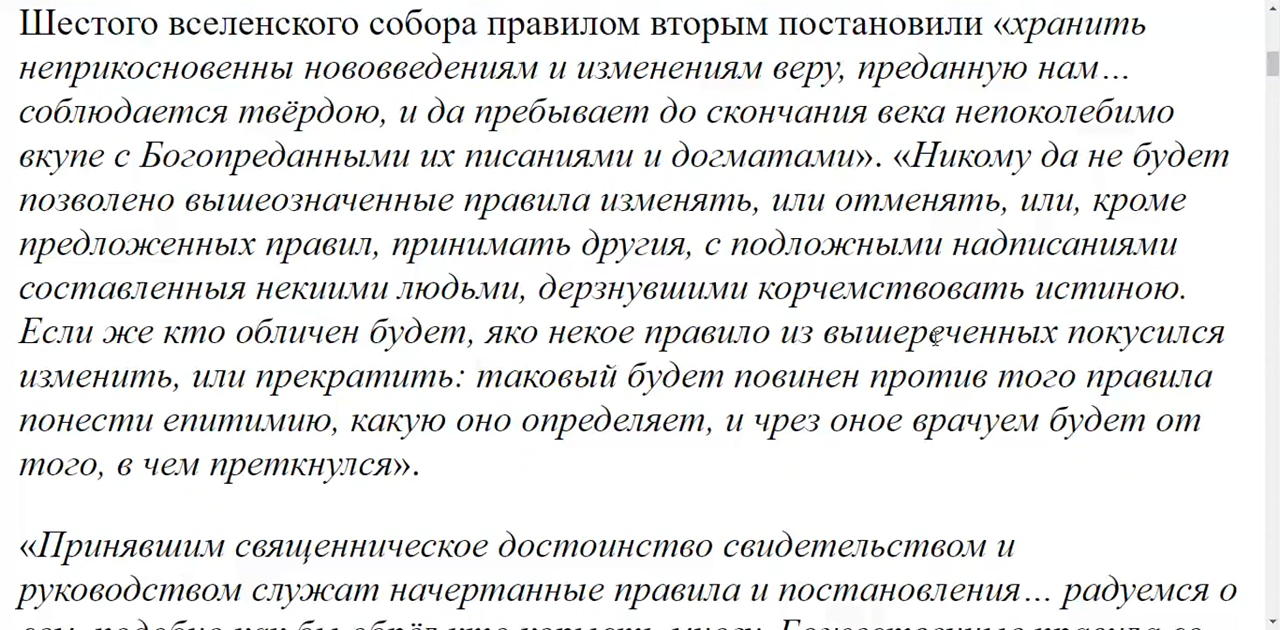 Шестого вселенского собора правилом вторым постановили «хранить
неприкосновенны нововведениям и изменениям веру, преданную нам…
соблюдается твёрдою, и да пребывает до скончания века непоколебимо
вкупе с Богопреданными их писаниями и догматами». «Никому да не будет
позволено вышеозначенные правила изменять, или отменять, или, кроме
предложенных правил, принимать другия, с подложными надписаниями
составленныя некиими людьми, дерзнувшими корчемствовать истиною.
Если же кто обличен будет, яко некое правило из вышереченных покусился
изменить, или прекратить: таковый будет повинен против того правила
понести епитимию, какую оно определяет, и чрез оное врачуем будет от
того, в чем преткнулся».
«Принявшим священническое достоинство свидетельством и
руководством служат начертанные правила и постановления… радуемся о